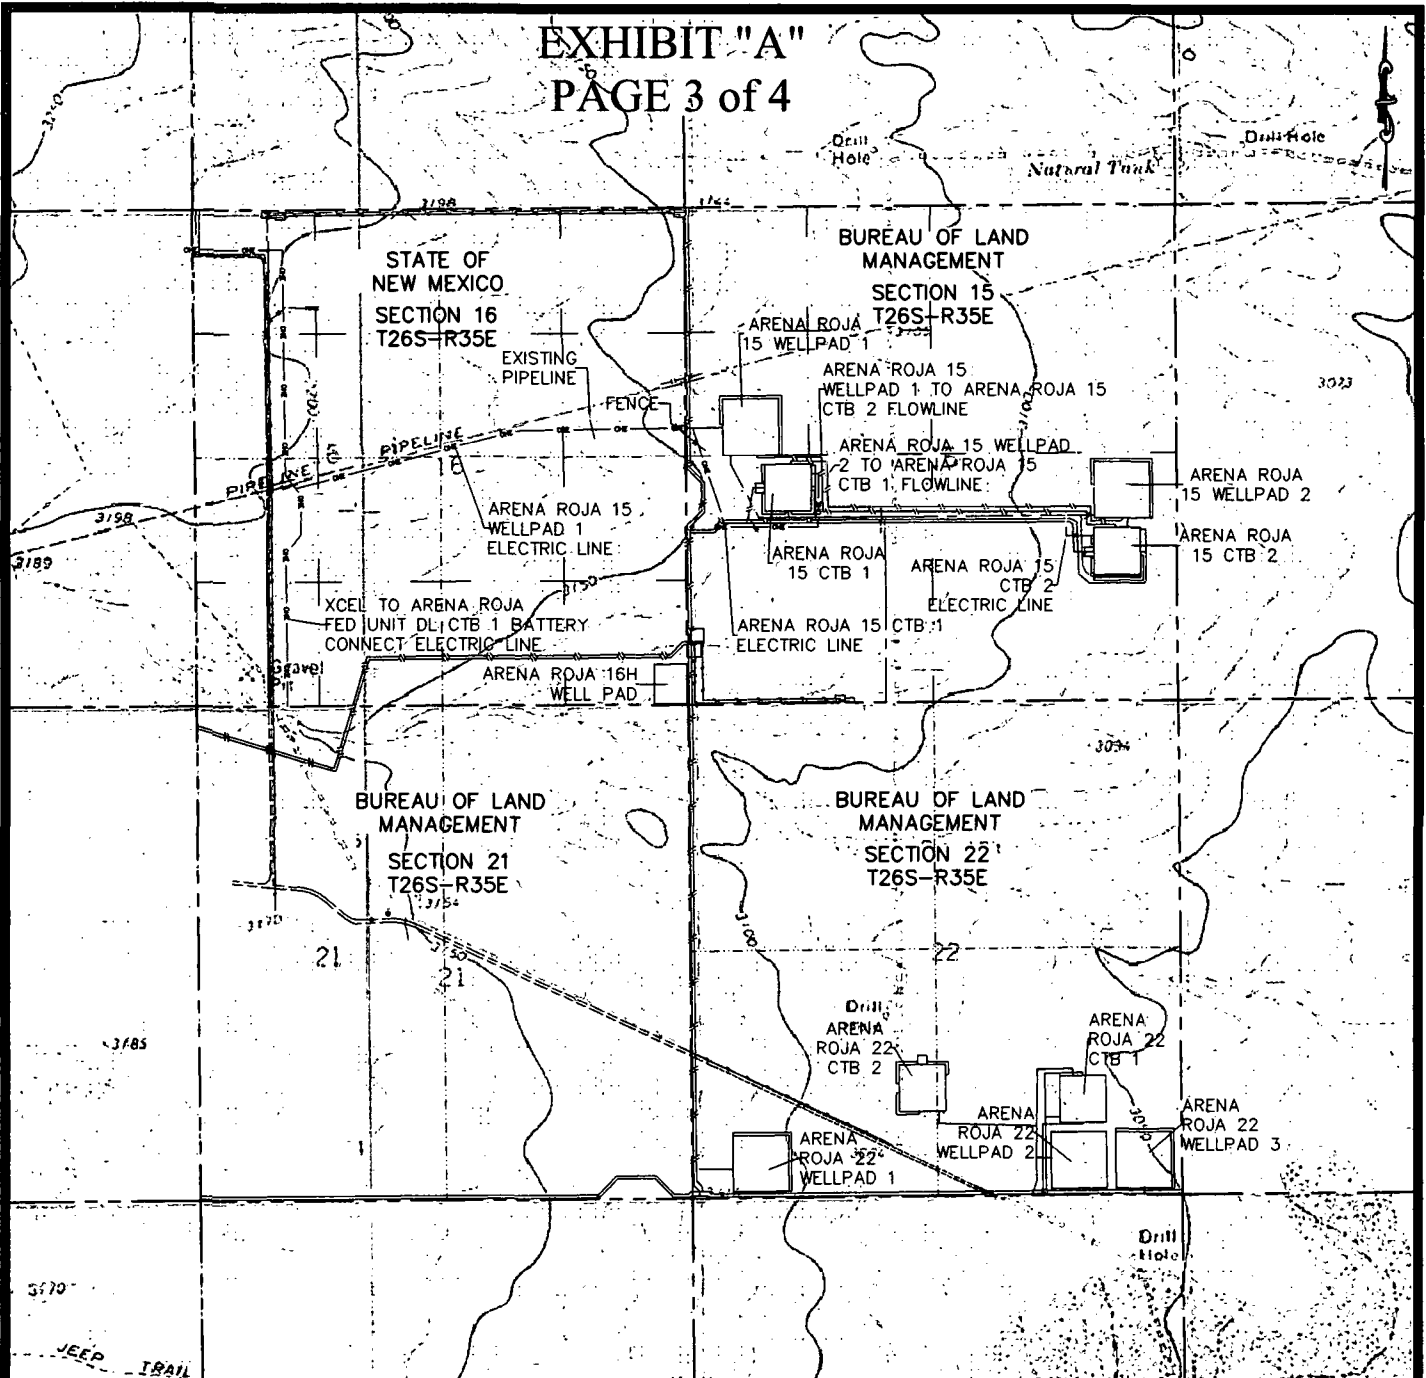 EXHIBIT "A"
PAGE 3 of 4
Drill
Hole
Drill Hole
Natural Tank
3198
STATE OF
NEW MEXICO
SECTION 16
T26S-R35E
BUREAU OF LAND
MANAGEMENT
SECTION 15
T26S-R35E
ARENA ROJA
15 WELLPAD 1
EXISTING
PIPELINE
FENCE
ARENA ROJA 15
WELLPAD 1 TO ARENA ROJA 15
CTB 2 FLOWLINE
ARENA ROJA 15 WELLPAD
2 TO ARENA ROJA 15
CTB 1 FLOWLINE
ARENA ROJA
15 WELLPAD 2
PIPELINE
PIPELINE
3198
3189
ARENA ROJA 15
WELLPAD 1
ELECTRIC LINE
ARENA ROJA
15 CTB 1
ARENA ROJA 15
CTB 2
ELECTRIC LINE
ARENA ROJA
15 CTB 2
3150
XCEL TO ARENA ROJA
FED UNIT DL CTB 1 BATTERY
CONNECT ELECTRIC LINE
ARENA ROJA 15 CTB 1
ELECTRIC LINE
Gravel
ARENA ROJA 16H
WELL PAD
BUREAU OF LAND
MANAGEMENT
SECTION 21
T26S-R35E
BUREAU OF LAND
MANAGEMENT
SECTION 22
T26S-R35E
3100
21
21
22
3185
Drill
ARENA
ROJA 22
CTB 2
ARENA
ROJA 22
CTB 1
ARENA
ROJA 22
WELLPAD 2
ARENA
ROJA 22
WELLPAD 3
ARENA
ROJA 22
WELLPAD 1
Drill
Hole
JEEP TRAIL